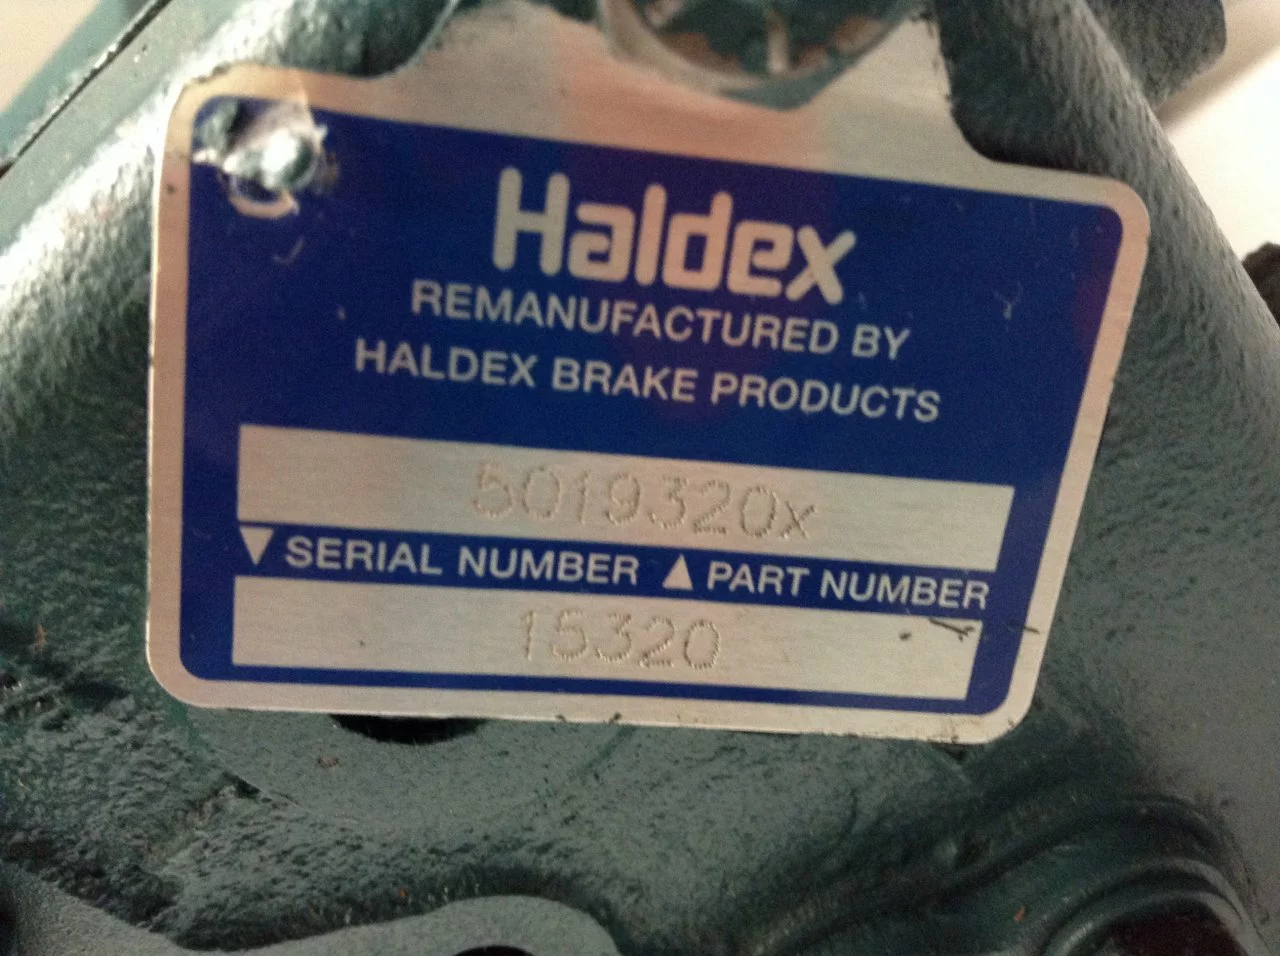 Haldex
REMANUFACTURED BY
HALDEX BRAKE PRODUCTS
5019320x
▼ SERIAL NUMBER ▲ PART NUMBER
15320